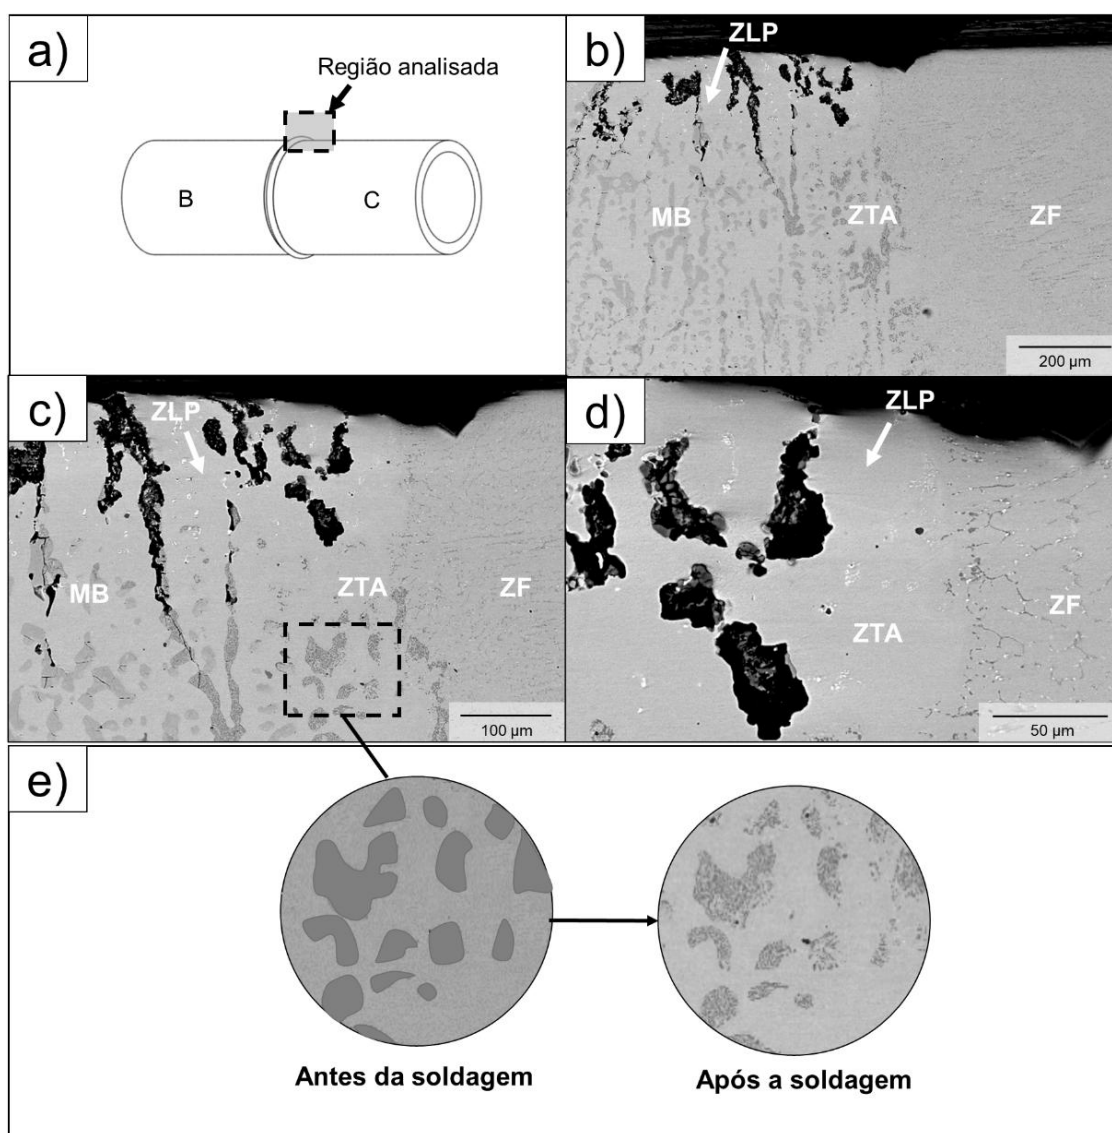 a)
Região analisada
B
C
b)
ZLP
MB
ZTA
ZF
200 µm
c)
ZLP
MB
ZTA
ZF
100 µm
d)
ZLP
ZTA
ZF
50 µm
e)
Antes da soldagem
Após a soldagem